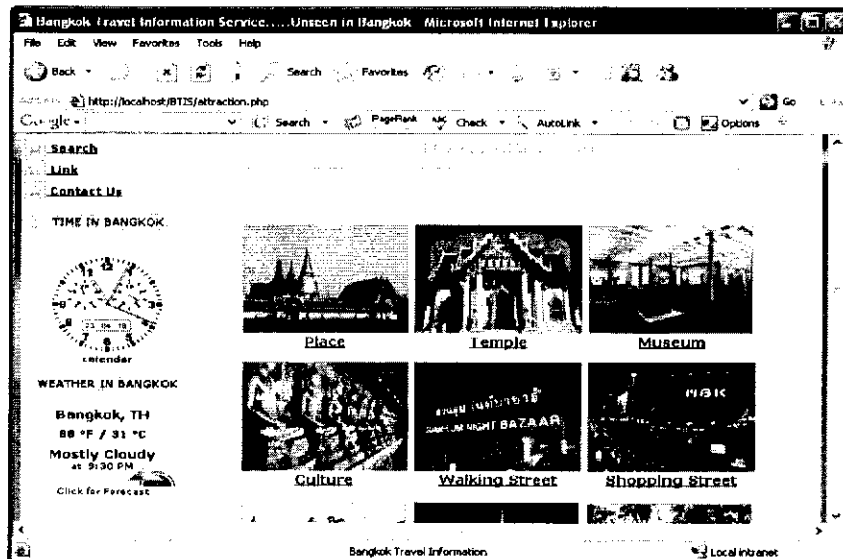 Bangkok Travel Information Service.....Unseen in Bangkok - Microsoft Internet Explorer
File Edit View Favorites Tools Help
Back Search Favorites
http://localhost/BTIS/attraction.php Go
Google Search PageRank Check AutoLink Options
Search
Link
Contact Us
TIME IN BANGKOK
calendar
WEATHER IN BANGKOK
Bangkok, TH
88 °F / 31 °C
Mostly Cloudy
at 9:30 PM
Click for Forecast
Place Temple Museum
NIGHT BAZAAR
MBK
Culture Walking Street Shopping Street
Bangkok Travel Information
Local intranet